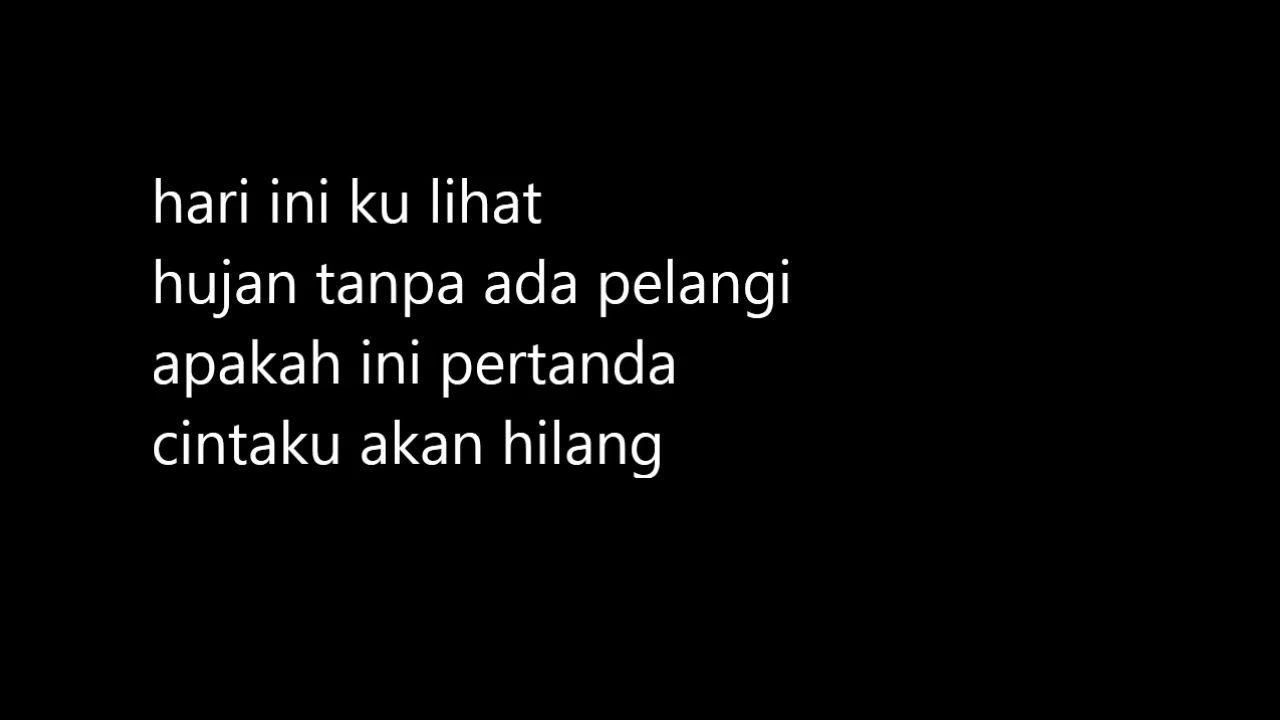 hari ini ku lihat
hujan tanpa ada pelangi
apakah ini pertanda
cintaku akan hilang